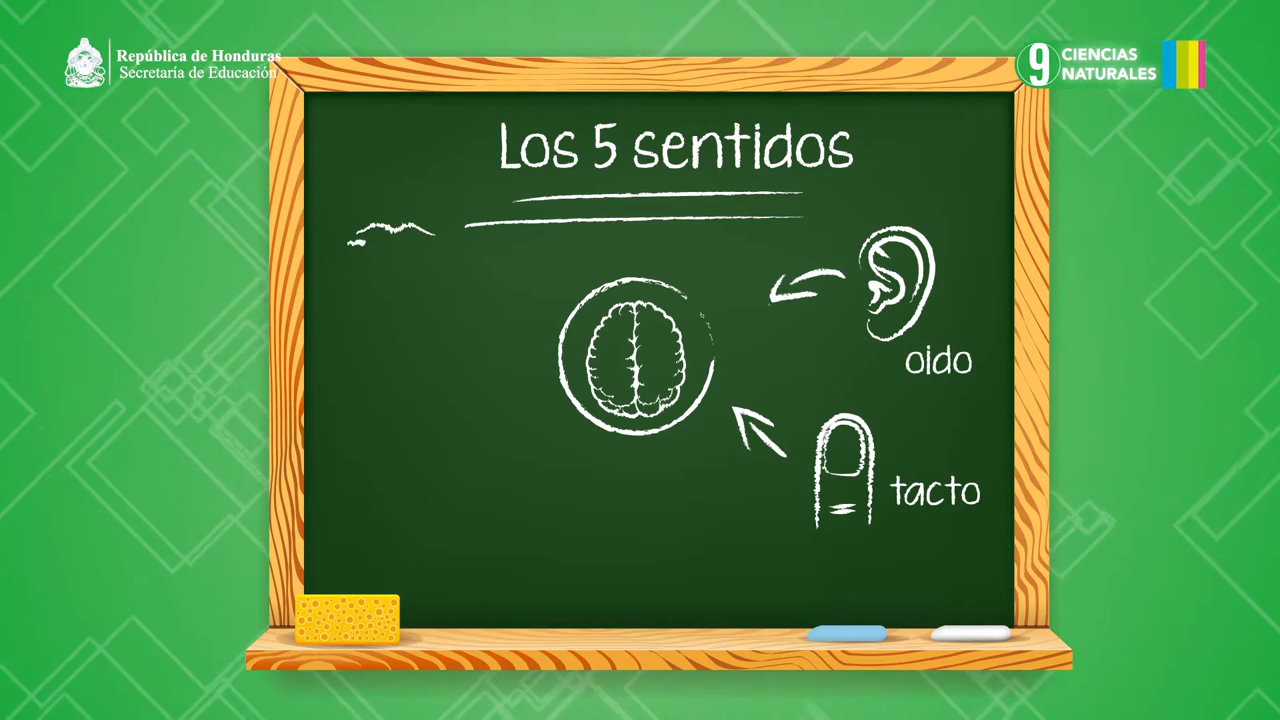 República de Honduras
Secretaría de Educación
9 CIENCIAS
NATURALES
Los 5 sentidos
oido
tacto